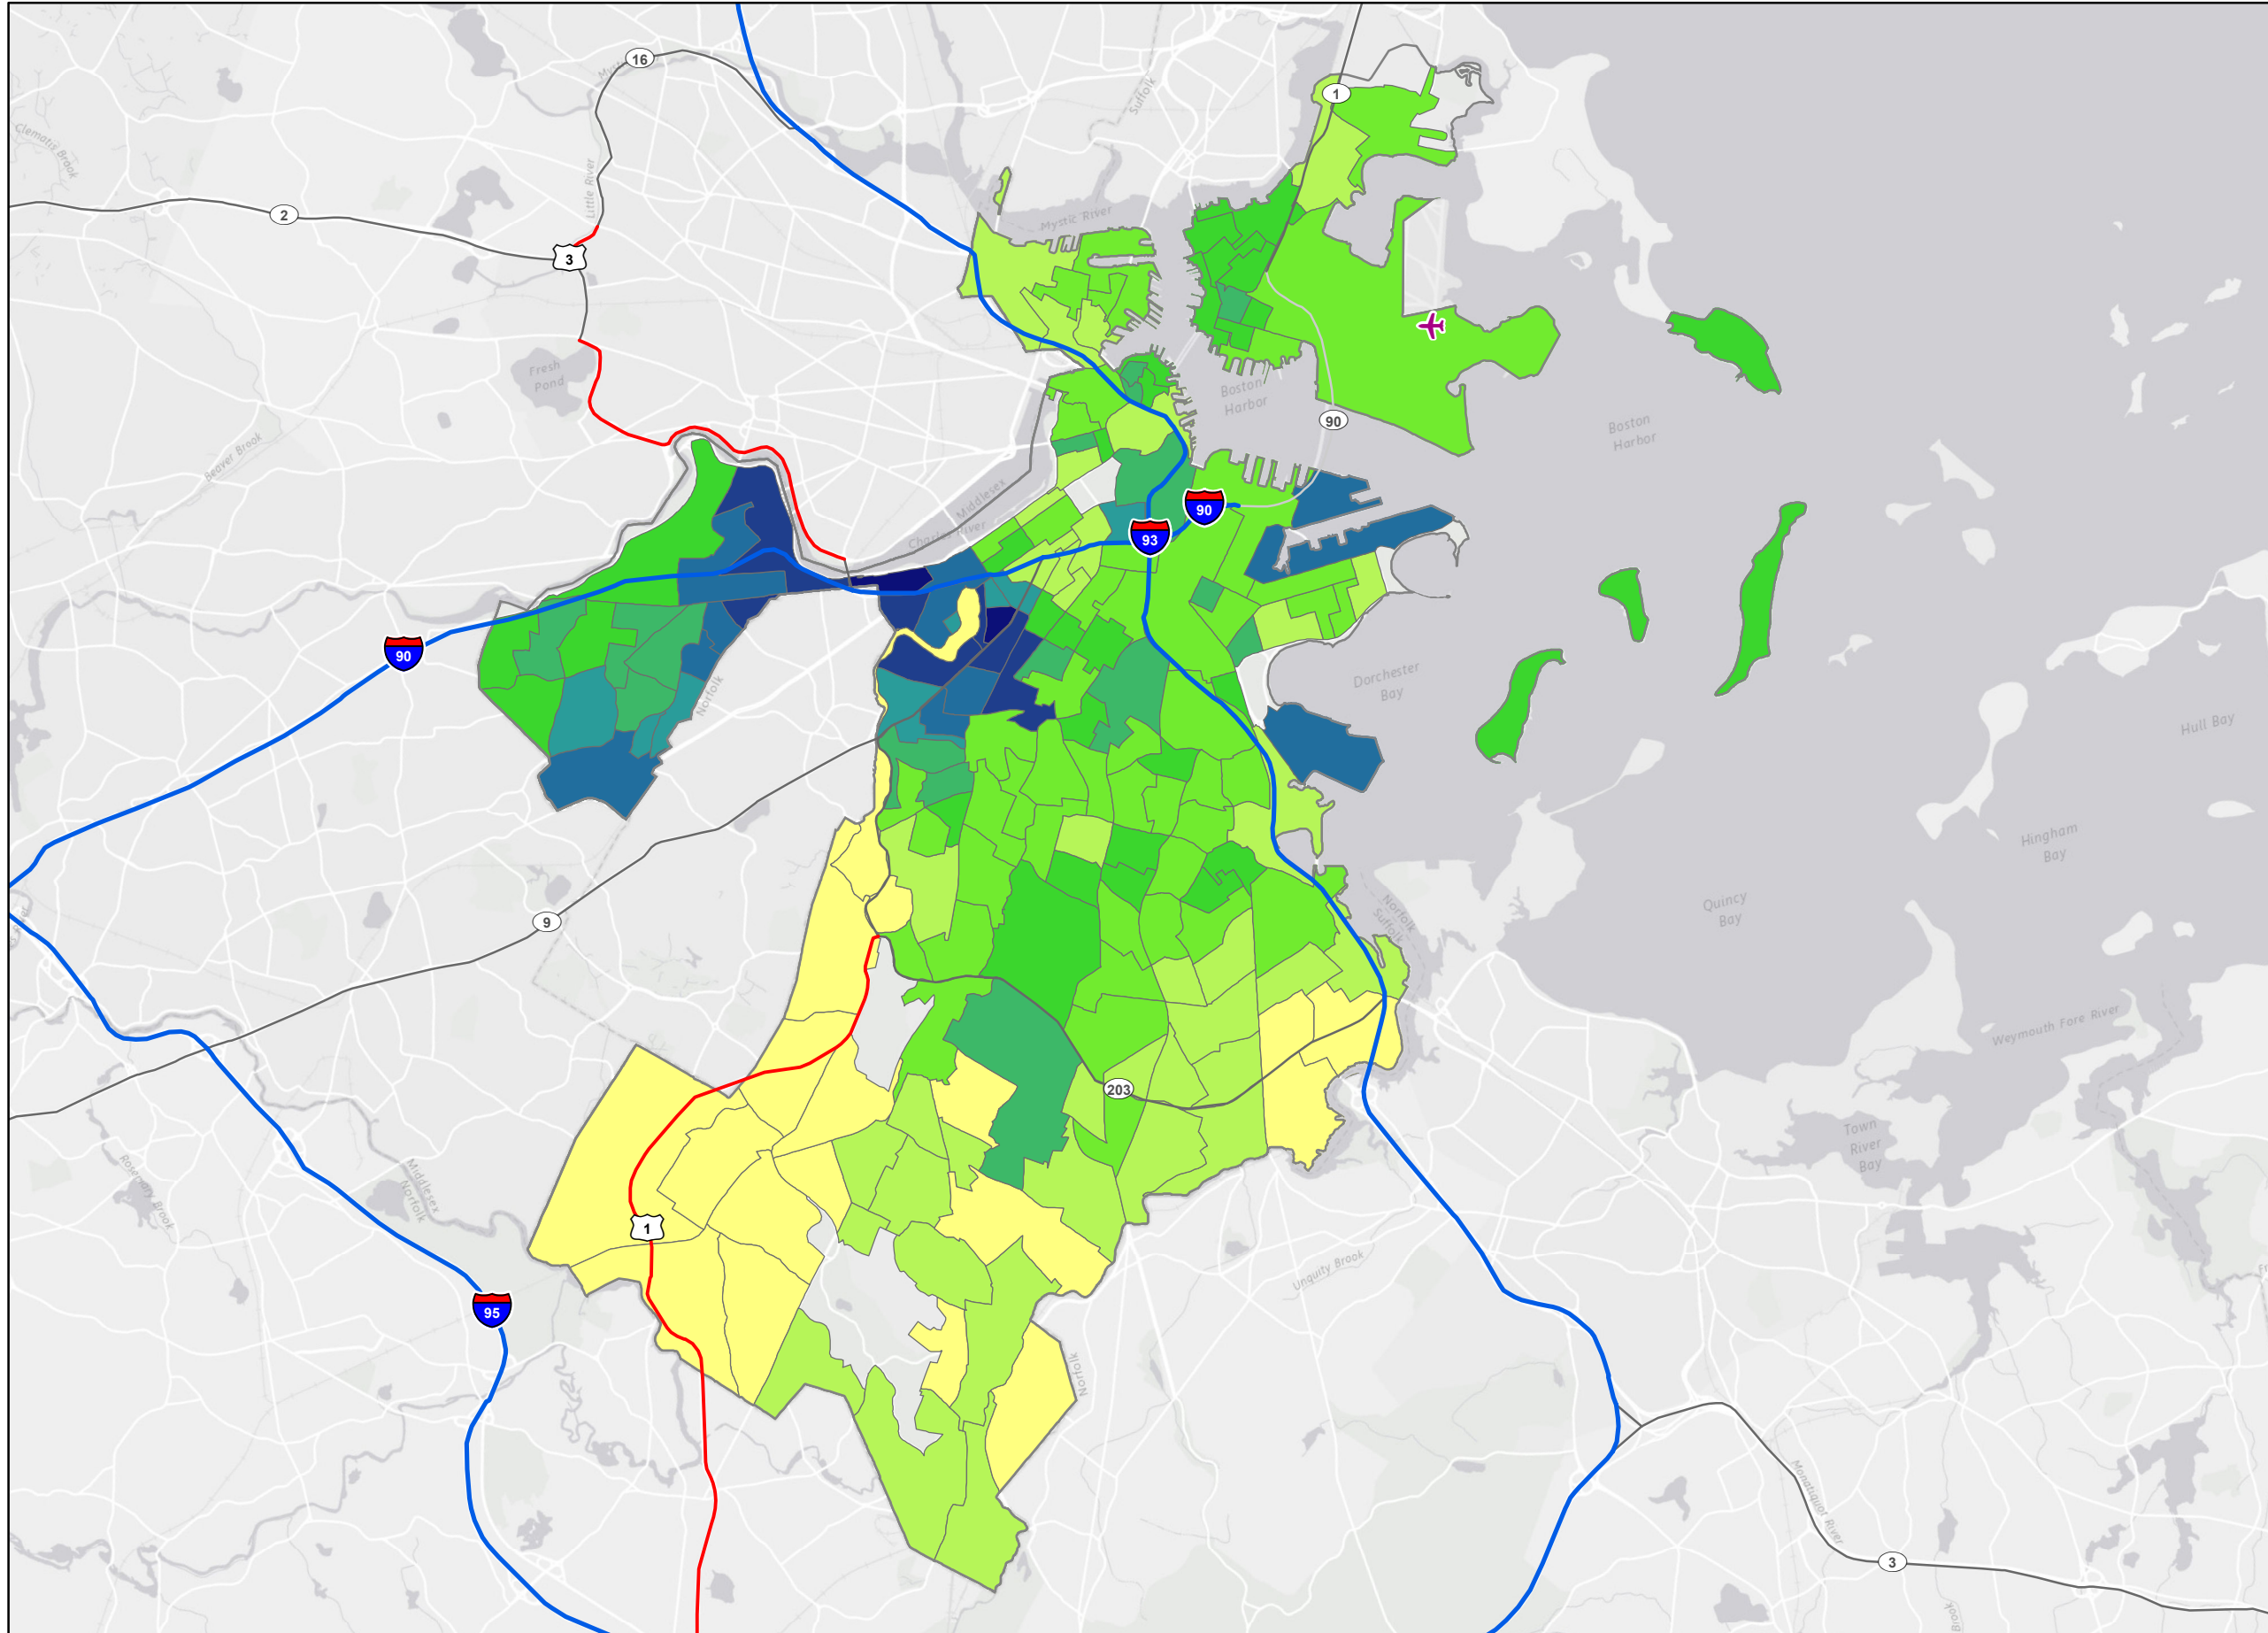 16
Suffolk
1
Clematis Brook
Little River
2
Mystic River
3
Fresh
Pond
Boston
Harbor
90
Boston
Harbor
Beaver Brook
Middlesex
Charles River
90
93
90
Norfolk
Dorchester
Bay
Hull Bay
Hingham
Bay
9
Norfolk
Suffolk
Quincy
Bay
Weymouth Fore River
203
Town
River
Bay
Rosemary Brook
Middlesex
Norfolk
1
Unquity Brook
95
Norfolk
Monatiquot River
3
Brook